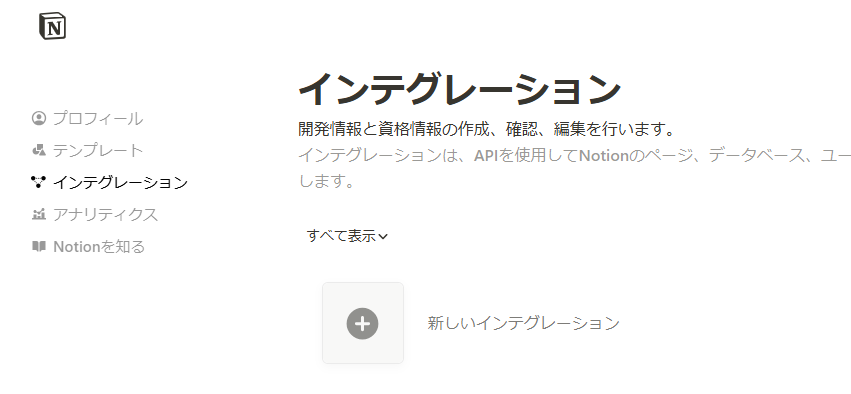 N
プロフィール
テンプレート
インテグレーション
アナリティクス
Notionを知る
インテグレーション
開発情報と資格情報の作成、確認、編集を行います。
インテグレーションは、APIを使用してNotionのページ、データベース、ユー
します。
すべて表示
新しいインテグレーション